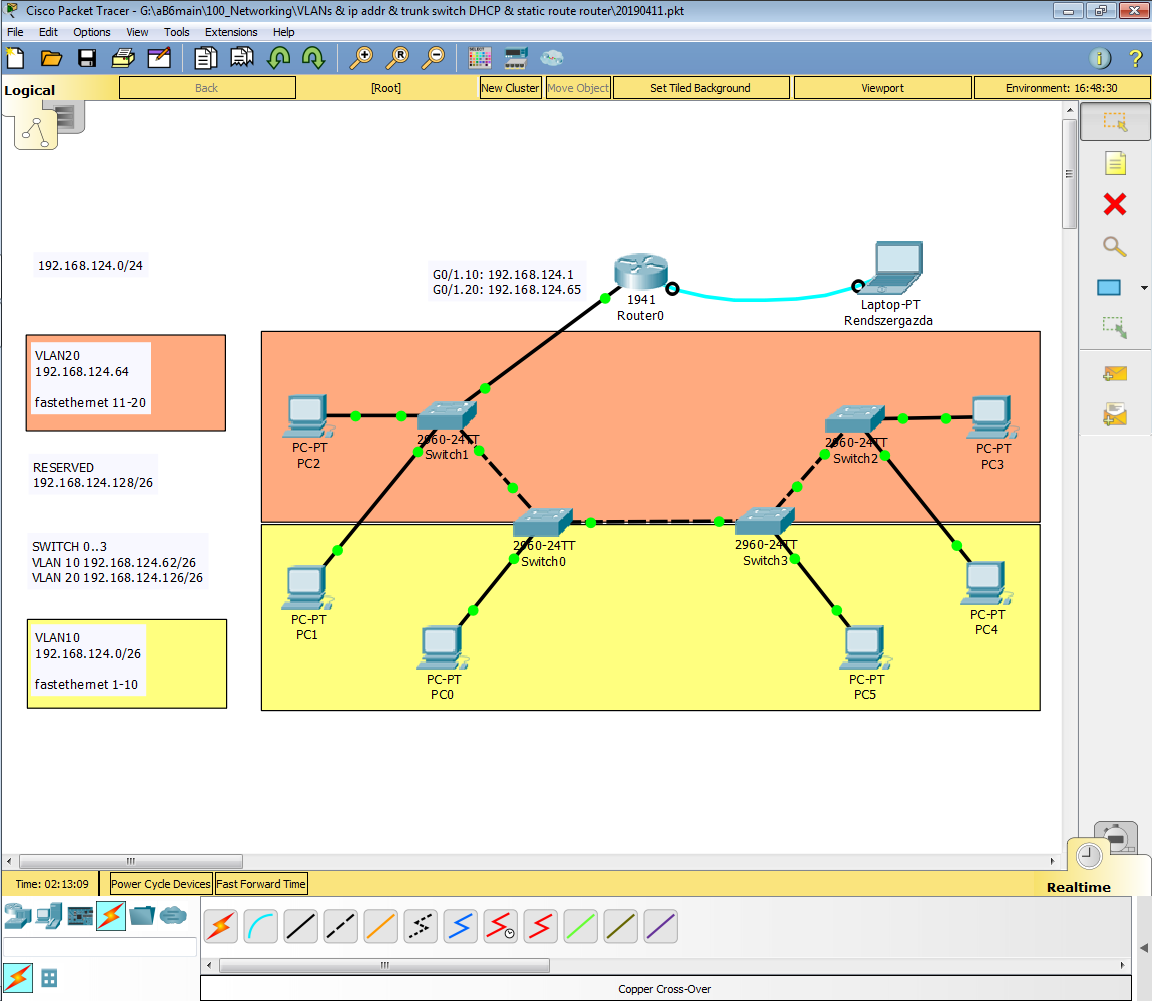 Cisco Packet Tracer - G:\aB6main\100_Networking\VLANs & ip addr & trunk switch DHCP & static route router\20190411.pkt
File Edit Options View Tools Extensions Help
Logical
Back
[Root]
New Cluster
Move Object
Set Tiled Background
Viewport
Environment: 16:48:30
192.168.124.0/24
G0/1.10: 192.168.124.1
G0/1.20: 192.168.124.65
1941
Router0
Laptop-PT
Rendszergazda
VLAN20
192.168.124.64
fastethernet 11-20
PC-PT
PC2
2960-24TT
Switch1
2960-24TT
Switch2
PC-PT
PC3
RESERVED
192.168.124.128/26
SWITCH 0..3
VLAN 10 192.168.124.62/26
VLAN 20 192.168.124.126/26
2960-24TT
Switch0
2960-24TT
Switch3
PC-PT
PC1
PC-PT
PC4
VLAN10
192.168.124.0/26
fastethernet 1-10
PC-PT
PC0
PC-PT
PC5
Time: 02:13:09
Power Cycle Devices
Fast Forward Time
Realtime
Copper Cross-Over